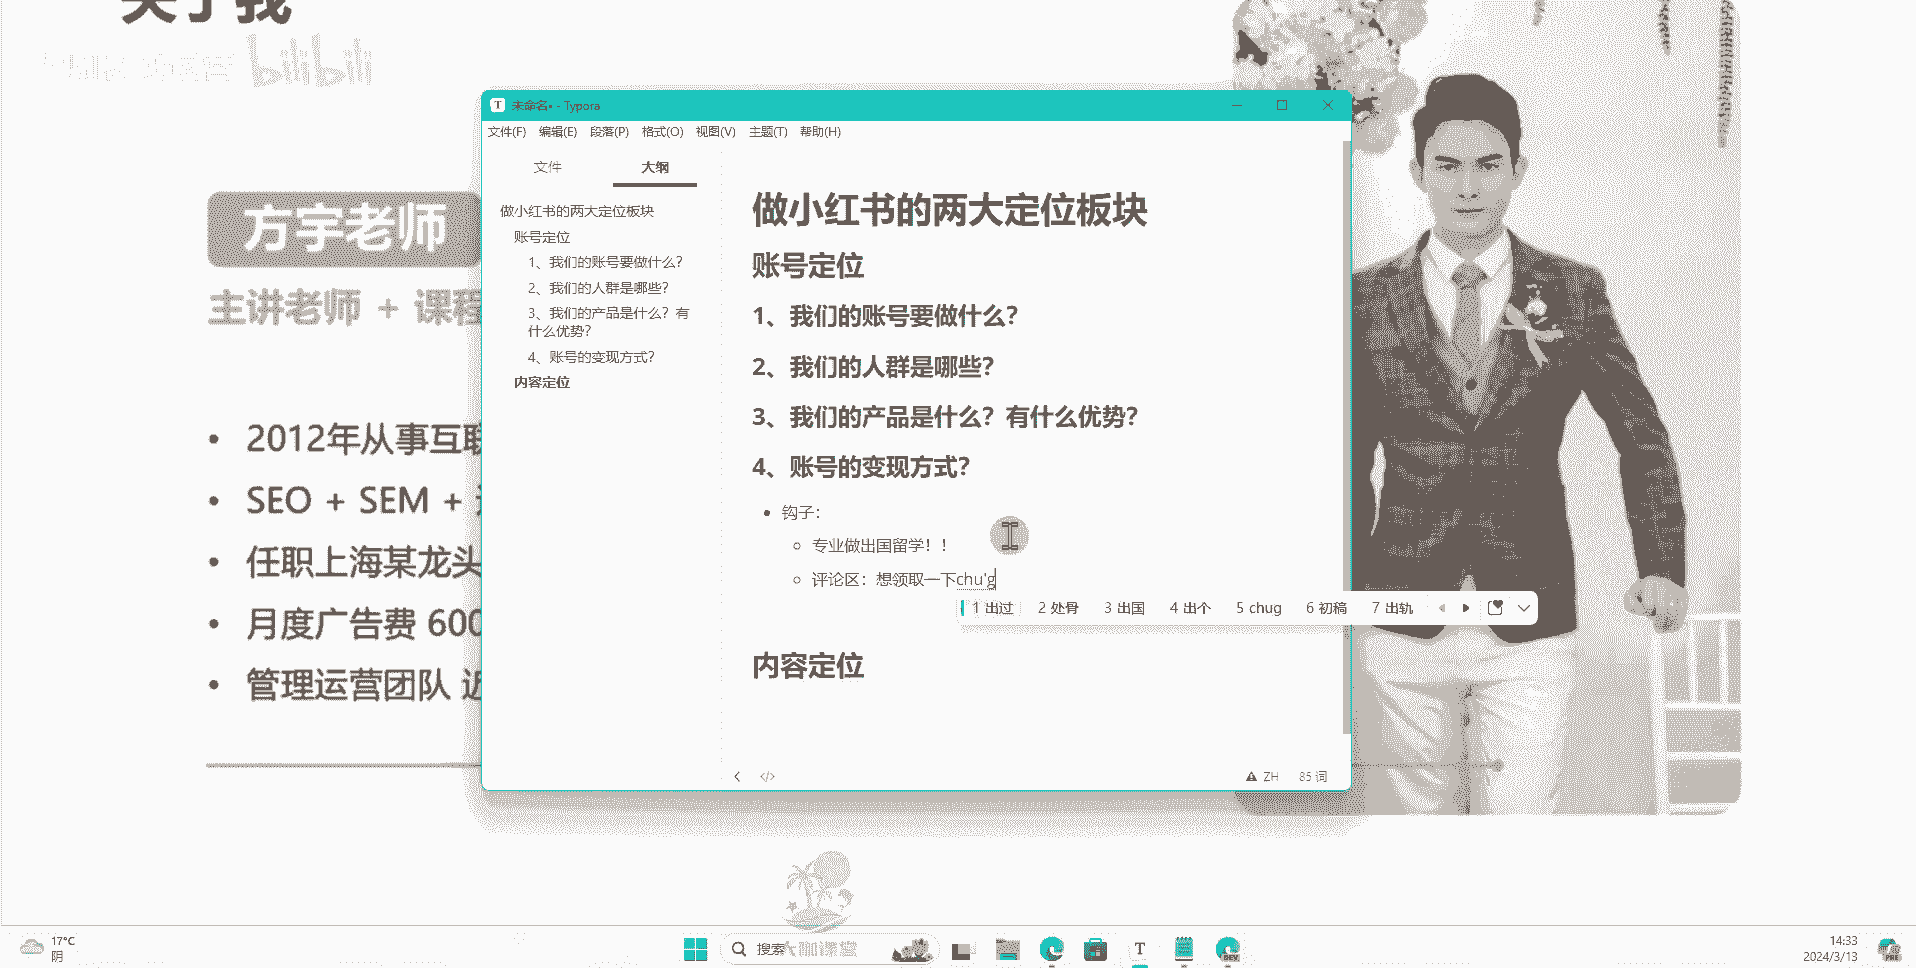 关于我
bilibili
方宇老师
主讲老师 + 课程
• 2012年从事互联
• SEO + SEM +
• 任职上海某龙头
• 月度广告费 600
• 管理运营团队 近
未命名• - Typora
文件(F) 编辑(E) 段落(P) 格式(O) 视图(V) 主题(T) 帮助(H)
文件 大纲
做小红书的两大定位板块
账号定位
1、我们的账号要做什么?
2、我们的人群是哪些?
3、我们的产品是什么? 有
什么优势?
4、账号的变现方式?
内容定位
做小红书的两大定位板块
账号定位
1、我们的账号要做什么?
2、我们的人群是哪些?
3、我们的产品是什么? 有什么优势?
4、账号的变现方式?
• 钩子:
○ 专业做出国留学! !
○ 评论区: 想领取一下chu'g
1 出过 2 处骨 3 出国 4 出个 5 chug 6 初稿 7 出轨
内容定位
ZH 85 词
17°C
阴
搜索
大咖课堂
T
DEV
14:33
2024/3/13
PRE